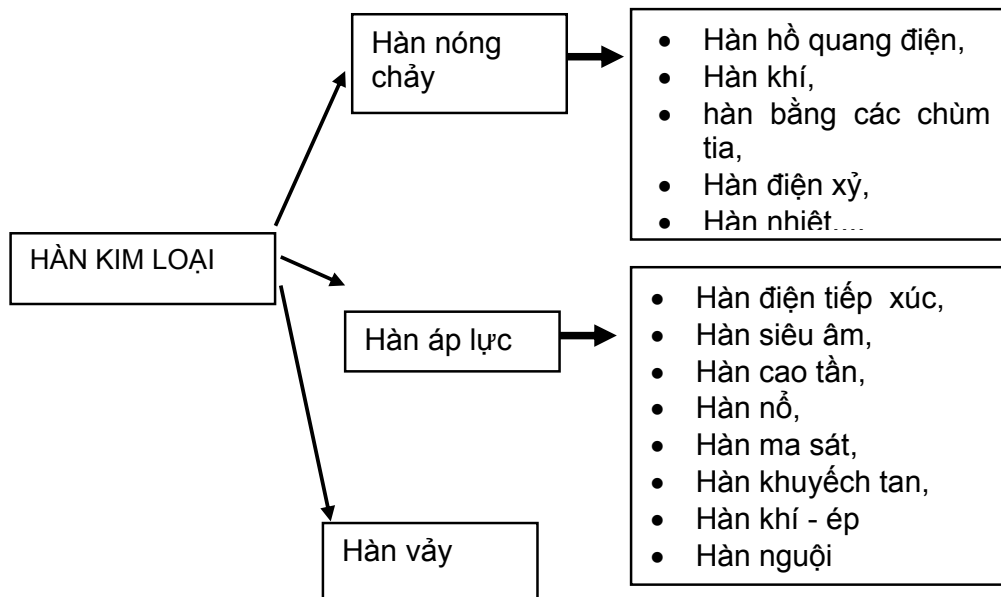 Hàn nóng
chảy
• Hàn hồ quang điện,
• Hàn khí,
• hàn bằng các chùm
tia,
• Hàn điện xỷ,
• Hàn nhiệt....
HÀN KIM LOẠI
Hàn áp lực
• Hàn điện tiếp xúc,
• Hàn siêu âm,
• Hàn cao tần,
• Hàn nổ,
• Hàn ma sát,
• Hàn khuyếch tan,
• Hàn khí - ép
• Hàn nguội
Hàn vảy